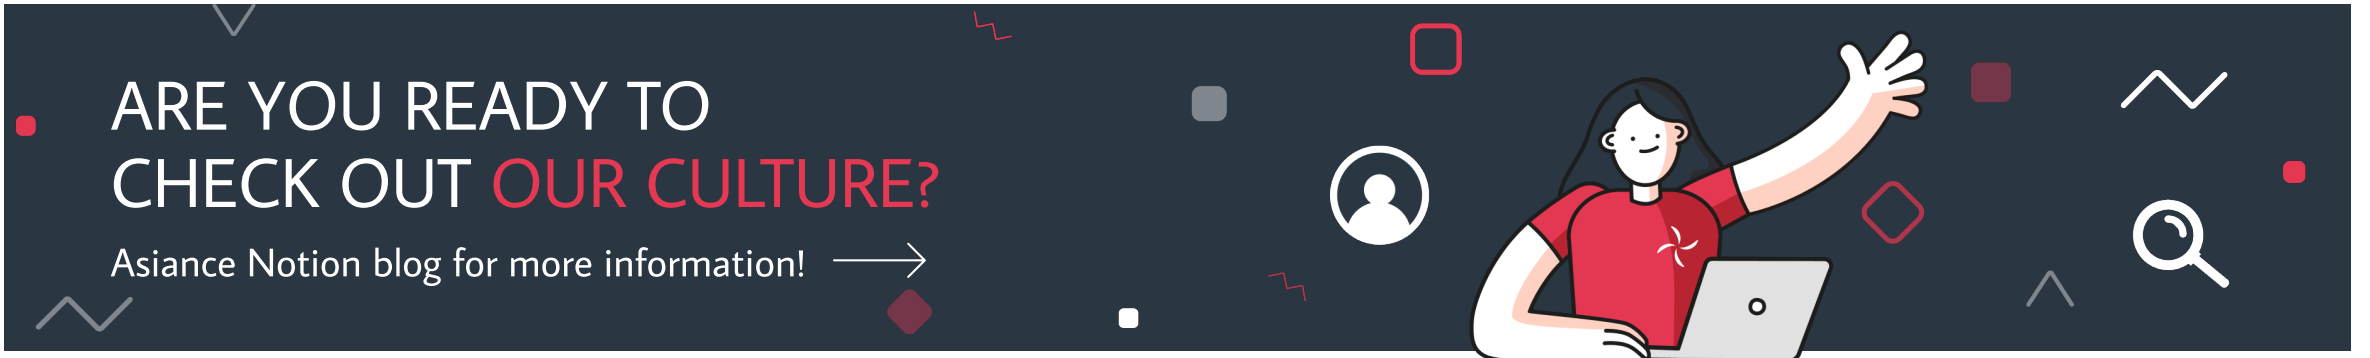 ARE YOU READY TO
CHECK OUT OUR CULTURE?
Asiance Notion blog for more information!